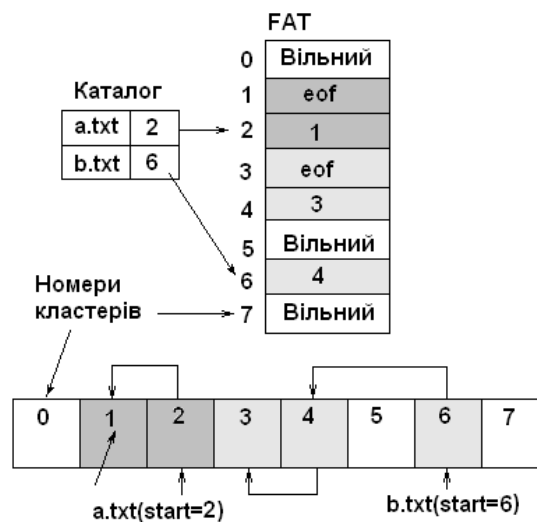 FAT
0 Вільний
Каталог
1 eof
a.txt 2
2 1
b.txt 6
3 eof
4 3
5 Вільний
6 4
Номери
кластерів
7 Вільний
0 1 2 3 4 5 6 7
a.txt(start=2)
b.txt(start=6)